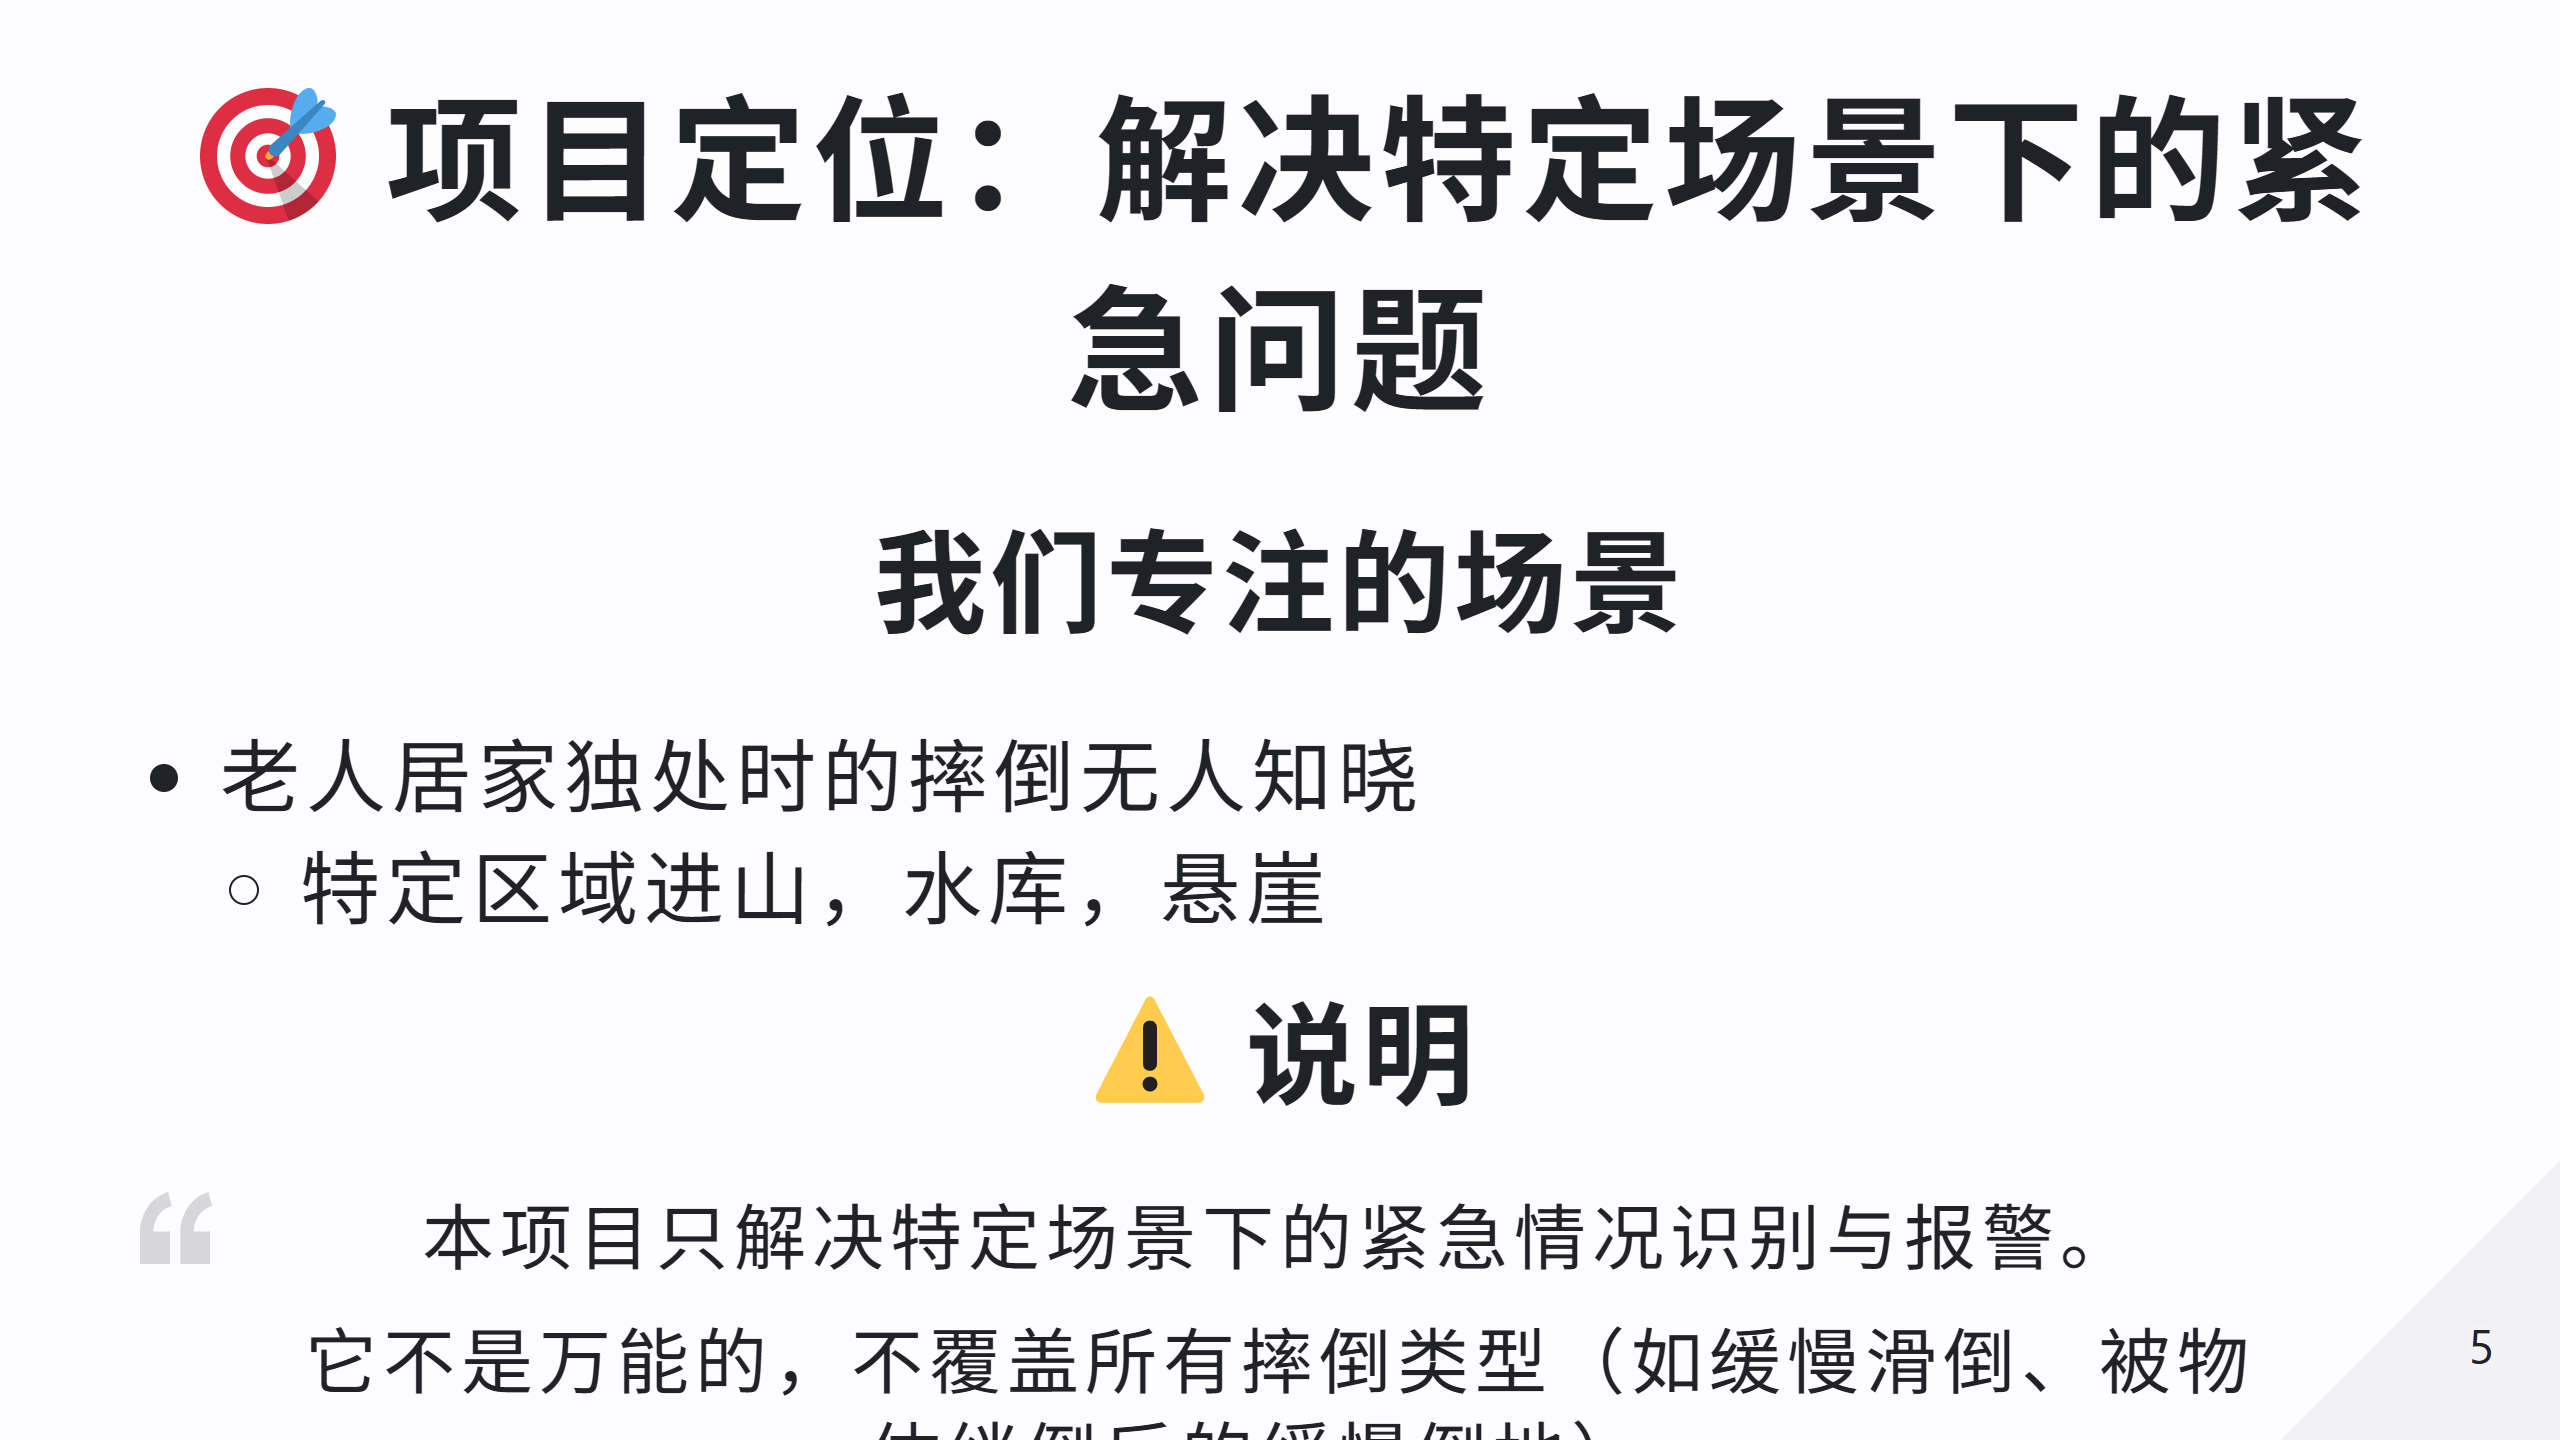 🎯 项目定位：解决特定场景下的紧
急问题
我们专注的场景
• 老人居家独处时的摔倒无人知晓
○ 特定区域进山，水库，悬崖
⚠️ 说明
“
本项目只解决特定场景下的紧急情况识别与报警。
它不是万能的，不覆盖所有摔倒类型（如缓慢滑倒、被物
5